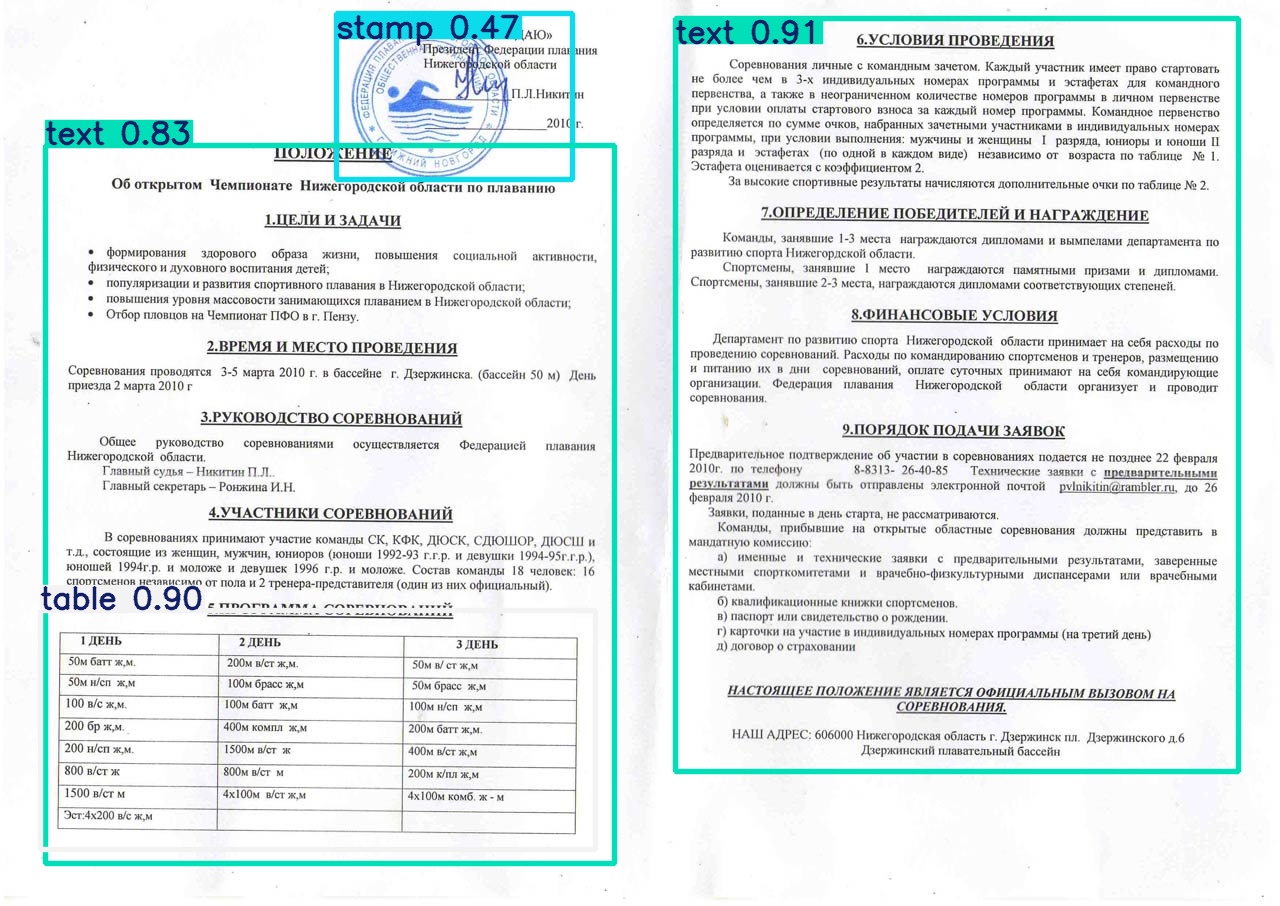 stamp 0.47
ДАЮ»
Президент Федерации плавания
Нижегородской области
П.Л.Никитин
2010 г.
ФЕДЕРАЦИЯ ПЛАВАНИЯ
ОБЛАСТИ
НИЖНИЙ НОВГОРОД
text 0.83
ПОЛОЖЕНИЕ
Об открытом Чемпионате Нижегородской области по плаванию
1.ЦЕЛИ И ЗАДАЧИ
• формирования здорового образа жизни, повышения социальной активности,
физического и духовного воспитания детей;
• популяризации и развития спортивного плавания в Нижегородской области;
• повышения уровня массовости занимающихся плаванием в Нижегородской области;
• Отбор пловцов на Чемпионат ПФО в г. Пензу.
2.ВРЕМЯ И МЕСТО ПРОВЕДЕНИЯ
Соревнования проводятся 3-5 марта 2010 г. в бассейне г. Дзержинска. (бассейн 50 м) День
приезда 2 марта 2010 г
3.РУКОВОДСТВО СОРЕВНОВАНИЙ
Общее руководство соревнованиями осуществляется Федерацией плавания
Нижегородской области.
Главный судья – Никитин П.Л..
Главный секретарь – Ронжина И.Н.
4.УЧАСТНИКИ СОРЕВНОВАНИЙ
В соревнованиях принимают участие команды СК, КФК, ДЮСК, СДЮШОР, ДЮСШ и
т.д., состоящие из женщин, мужчин, юниоров (юноши 1992-93 г.г.р. и девушки 1994-95г.г.р.),
юношей 1994г.р. и моложе и девушек 1996 г.р. и моложе. Состав команды 18 человек: 16
спортсменов независимо от пола и 2 тренера-представителя (один из них официальный).
table 0.90
5.ПРОГРАММА СОРЕВНОВАНИЙ
1 ДЕНЬ 2 ДЕНЬ 3 ДЕНЬ
50м батт ж,м. 200м в/ст ж,м. 50м в/ ст ж,м
50м н/сп ж,м 100м брасс ж,м 50м брасс ж,м
100 в/с ж,м. 100м батт ж,м 100м н/сп ж,м
200 бр ж,м. 400м компл ж,м 200м батт ж,м.
200 н/сп ж,м. 1500м в/ст ж 400м в/ст ж,м
800 в/ст ж 800м в/ст м 200м к/пл ж,м
1500 в/ст м 4х100м в/ст ж,м 4х100м комб. ж - м
Эст:4х200 в/с ж,м
text 0.91
6.УСЛОВИЯ ПРОВЕДЕНИЯ
Соревнования личные с командным зачетом. Каждый участник имеет право стартовать
не более чем в 3-х индивидуальных номерах программы и эстафетах для командного
первенства, а также в неограниченном количестве номеров программы в личном первенстве
при условии оплаты стартового взноса за каждый номер программы. Командное первенство
определяется по сумме очков, набранных зачетными участниками в индивидуальных номерах
программы, при условии выполнения: мужчины и женщины I разряда, юниоры и юноши II
разряда и эстафетах (по одной в каждом виде) независимо от возраста по таблице № 1.
Эстафета оценивается с коэффициентом 2.
За высокие спортивные результаты начисляются дополнительные очки по таблице № 2.
7.ОПРЕДЕЛЕНИЕ ПОБЕДИТЕЛЕЙ И НАГРАЖДЕНИЕ
Команды, занявшие 1-3 места награждаются дипломами и вымпелами департамента по
развитию спорта Нижегордской области.
Спортсмены, занявшие 1 место награждаются памятными призами и дипломами.
Спортсмены, занявшие 2-3 места, награждаются дипломами соответствующих степеней.
8.ФИНАНСОВЫЕ УСЛОВИЯ
Департамент по развитию спорта Нижегородской области принимает на себя расходы по
проведению соревнований. Расходы по командированию спортсменов и тренеров, размещению
и питанию их в дни соревнований, оплате суточных принимают на себя командирующие
организации. Федерация плавания Нижегородской области организует и проводит
соревнования.
9.ПОРЯДОК ПОДАЧИ ЗАЯВОК
Предварительное подтверждение об участии в соревнованиях подается не позднее 22 февраля
2010г. по телефону 8-8313- 26-40-85 Технические заявки с предварительными
результатами должны быть отправлены электронной почтой pvlnikitin@rambler.ru, до 26
февраля 2010 г.
Заявки, поданные в день старта, не рассматриваются.
Команды, прибывшие на открытые областные соревнования должны представить в
мандатную комиссию:
а) именные и технические заявки с предварительными результатами, заверенные
местными спорткомитетами и врачебно-физкультурными диспансерами или врачебными
кабинетами.
б) квалификационные книжки спортсменов.
в) паспорт или свидетельство о рождении.
г) карточки на участие в индивидуальных номерах программы (на третий день)
д) договор о страховании
НАСТОЯЩЕЕ ПОЛОЖЕНИЕ ЯВЛЯЕТСЯ ОФИЦИАЛЬНЫМ ВЫЗОВОМ НА
СОРЕВНОВАНИЯ.
НАШ АДРЕС: 606000 Нижегородская область г. Дзержинск пл. Дзержинского д.6
Дзержинский плавательный бассейн